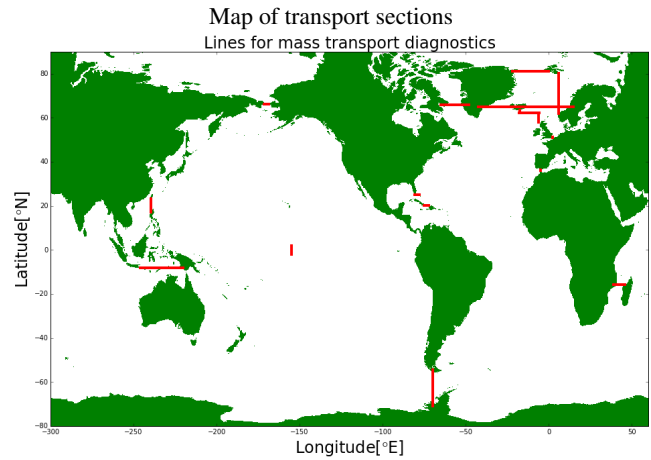 Map of transport sections
Lines for mass transport diagnostics
80
60
40
20
0
−20
−40
−60
−80
Latitude[°N]
−300 −250 −200 −150 −100 −50 0 50
Longitude[°E]